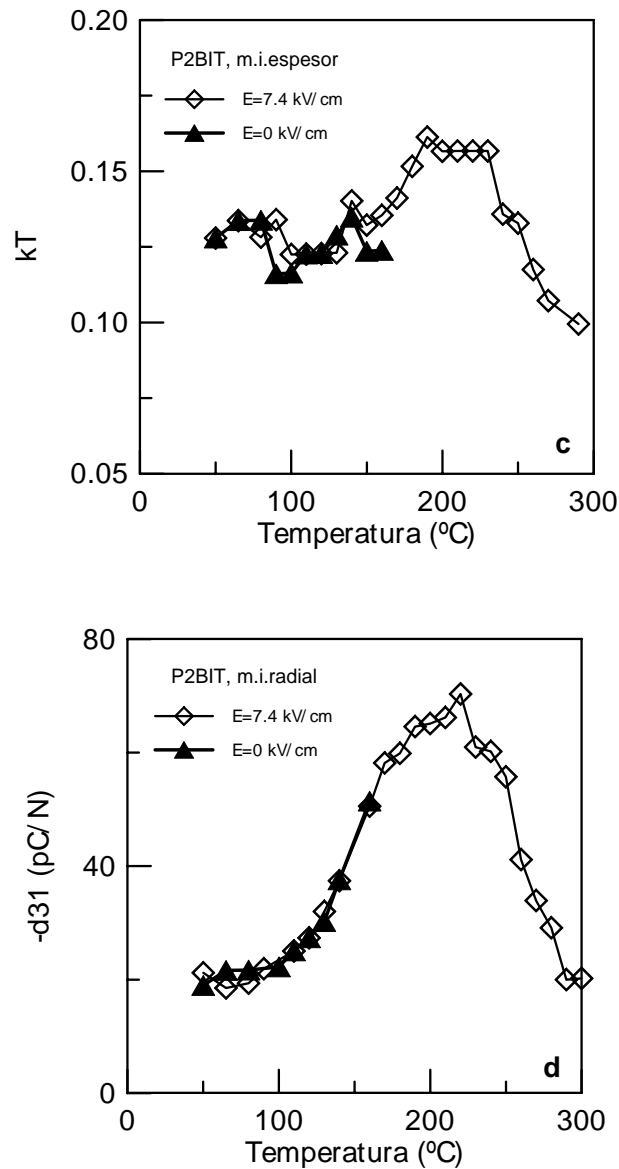 0.20
P2BIT, m.i.espesor
E=7.4 kV/cm
E=0 kV/cm
0.15
kT
0.10
c
0.05
0 100 200 300
Temperatura (ºC)
80
P2BIT, m.i.radial
E=7.4 kV/cm
E=0 kV/cm
-d31 (pC/N)
40
d
0
0 100 200 300
Temperatura (ºC)